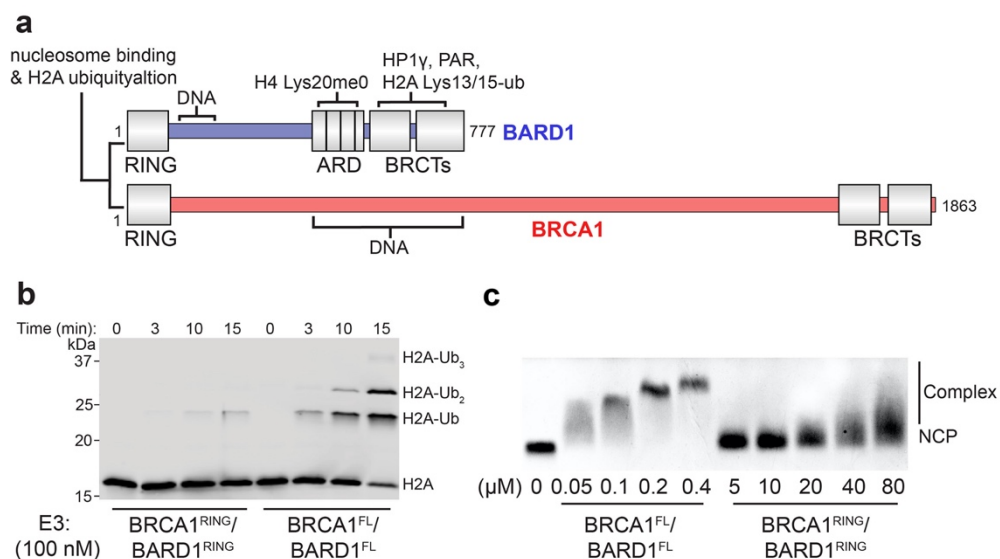 a
nucleosome binding
& H2A ubiquityaltion
DNA
H4 Lys20me0
HP1γ, PAR,
H2A Lys13/15-ub
1
777
BARD1
RING
ARD
BRCTs
1
1863
RING
DNA
BRCA1
BRCTs
b
Time (min): 0 3 10 15 0 3 10 15
kDa
37-
25-
20-
15-
H2A-Ub₃
H2A-Ub₂
H2A-Ub
H2A
E3:
(100 nM)
BRCA1ᴿᴵᴺᴳ/
BARD1ᴿᴵᴺᴳ
BRCA1ᶠᴸ/
BARD1ᶠᴸ
c
Complex
NCP
(μM) 0 0.05 0.1 0.2 0.4 5 10 20 40 80
BRCA1ᶠᴸ/
BARD1ᶠᴸ
BRCA1ᴿᴵᴺᴳ/
BARD1ᴿᴵᴺᴳ